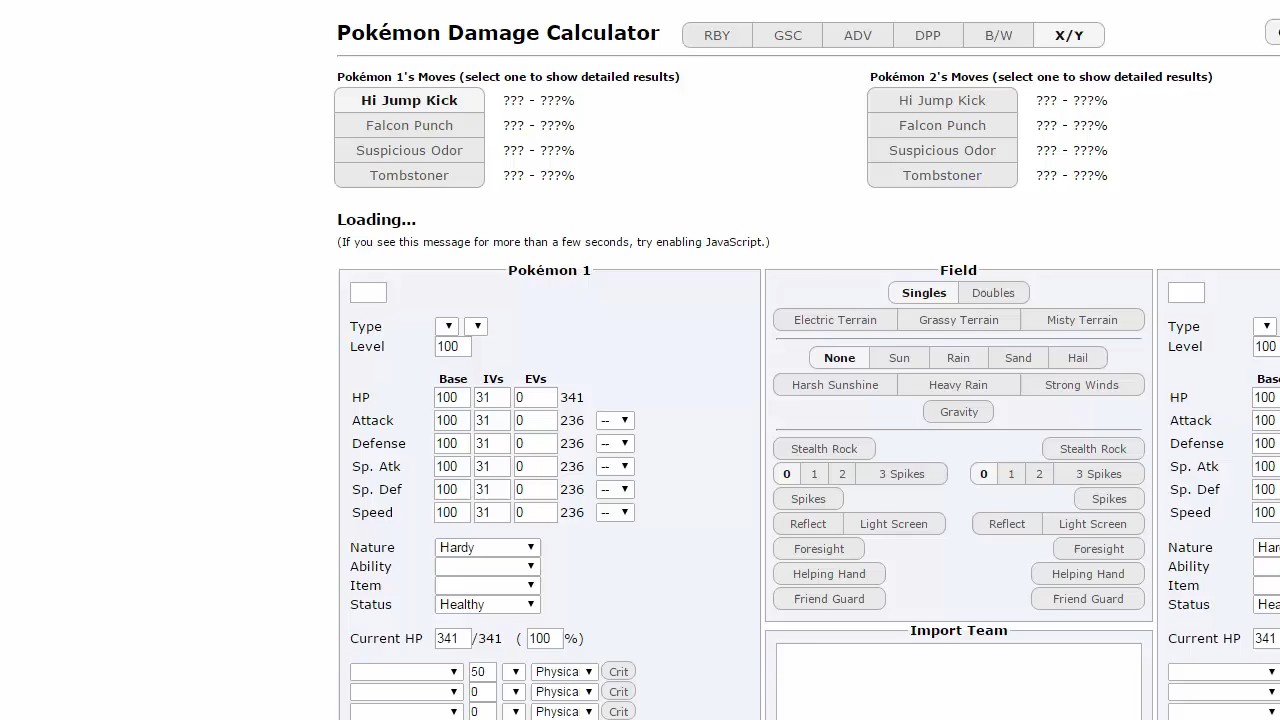 Pokémon Damage Calculator RBY GSC ADV DPP B/W X/Y
Pokémon 1's Moves (select one to show detailed results) Pokémon 2's Moves (select one to show detailed results)
Hi Jump Kick ??? - ???% Hi Jump Kick ??? - ???%
Falcon Punch ??? - ???% Falcon Punch ??? - ???%
Suspicious Odor ??? - ???% Suspicious Odor ??? - ???%
Tombstoner ??? - ???% Tombstoner ??? - ???%
Loading...
(If you see this message for more than a few seconds, try enabling JavaScript.)
Pokémon 1
Type
Level 100
Base IVs EVs
HP 100 31 0 341
Attack 100 31 0 236 --
Defense 100 31 0 236 --
Sp. Atk 100 31 0 236 --
Sp. Def 100 31 0 236 --
Speed 100 31 0 236 --
Nature Hardy
Ability
Item
Status Healthy
Current HP 341 /341 ( 100 %)
50 Physica Crit
0 Physica Crit
0 Physica Crit
Field
Singles Doubles
Electric Terrain Grassy Terrain Misty Terrain
None Sun Rain Sand Hail
Harsh Sunshine Heavy Rain Strong Winds
Gravity
Stealth Rock Stealth Rock
0 1 2 3 Spikes 0 1 2 3 Spikes
Spikes Spikes
Reflect Light Screen Reflect Light Screen
Foresight Foresight
Helping Hand Helping Hand
Friend Guard Friend Guard
Import Team
Type
Level 100
Base
HP 100
Attack 100
Defense 100
Sp. Atk 100
Sp. Def 100
Speed 100
Nature Har
Ability
Item
Status Hea
Current HP 341